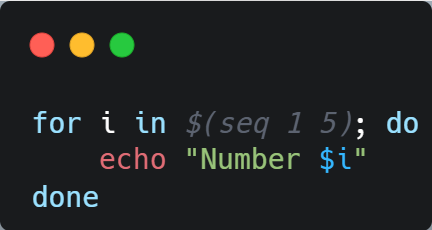 for i in $(seq 1 5); do
    echo "Number $i"
done